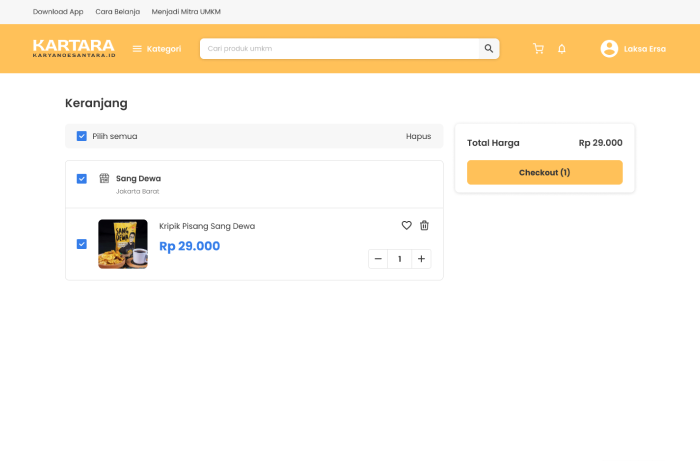 Download App Cara Belanja Menjadi Mitra UMKM
KARTARA
KARYANOESANTARA.ID
Kategori
Cari produk umkm
Laksa Ersa
Keranjang
Pilih semua Hapus
Total Harga Rp 29.000
Checkout (1)
Sang Dewa
Jakarta Barat
SANG DEWA
Kripik Pisang Sang Dewa
Rp 29.000
1